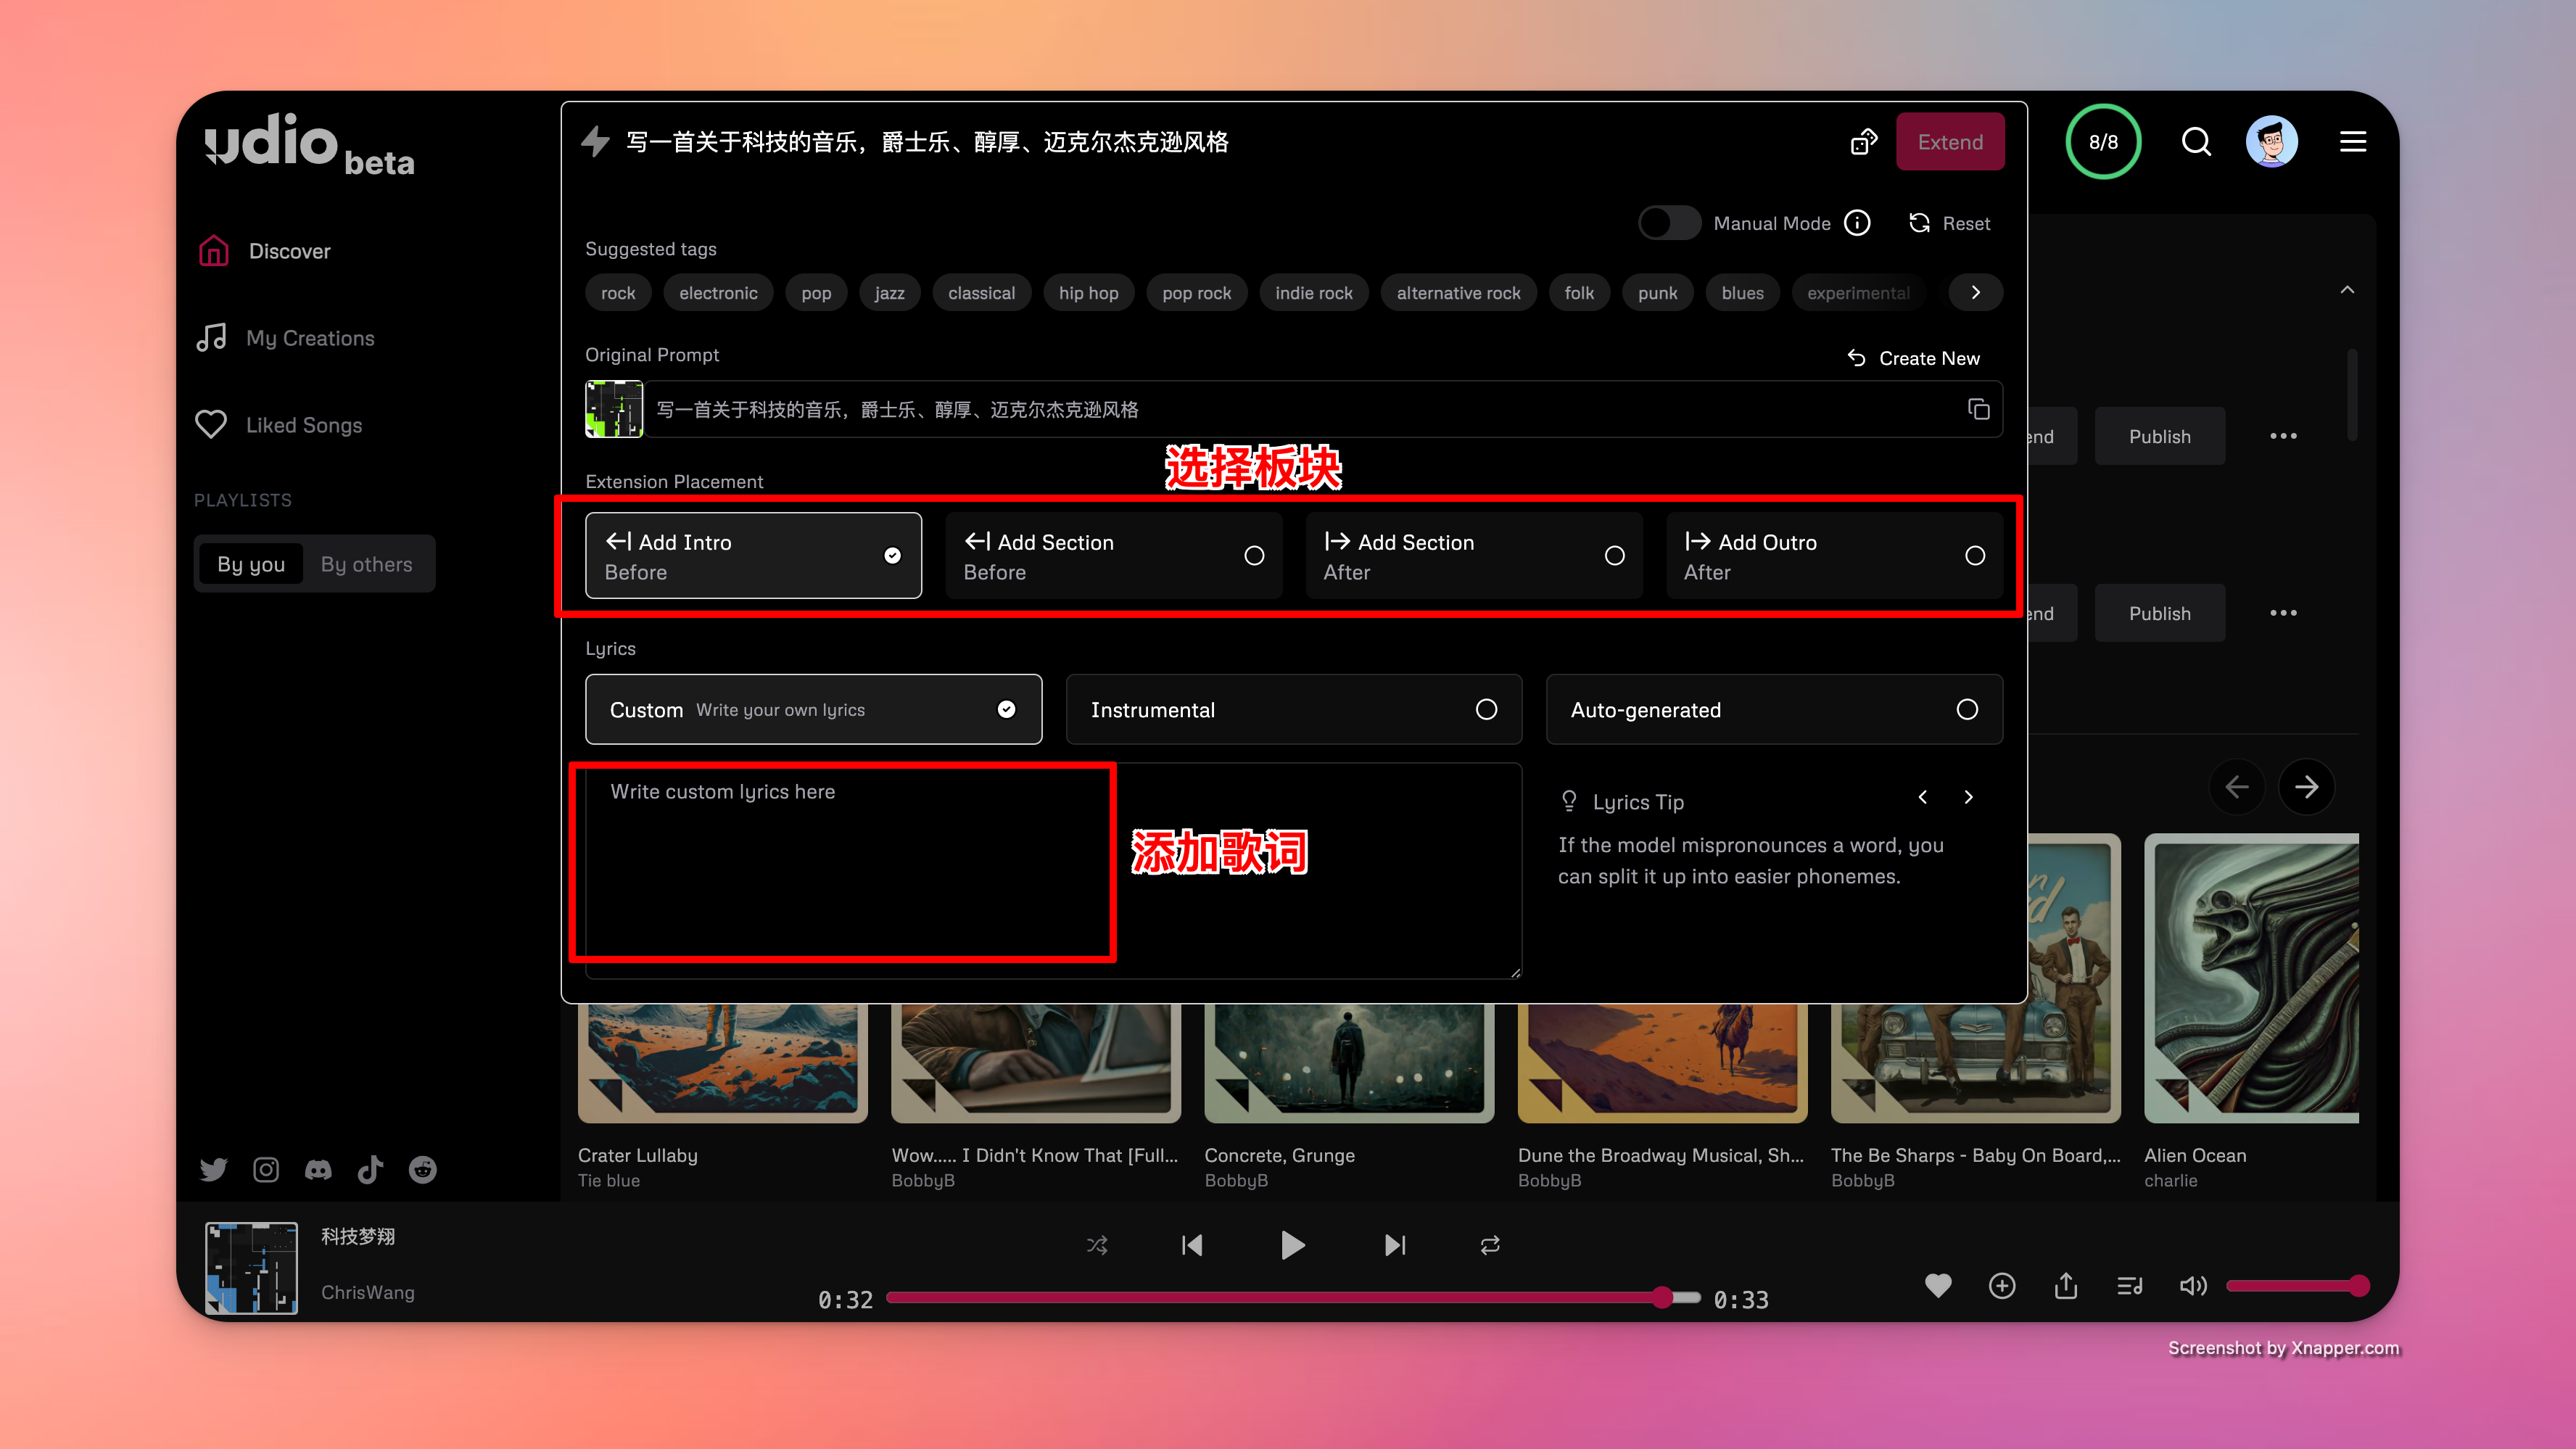 udio beta
写一首关于科技的音乐，爵士乐、醇厚、迈克尔杰克逊风格
Extend
8/8
Discover
My Creations
Liked Songs
PLAYLISTS
By you
By others
Manual Mode
Reset
Suggested tags
rock
electronic
pop
jazz
classical
hip hop
pop rock
indie rock
alternative rock
folk
punk
blues
experimental
Original Prompt
Create New
写一首关于科技的音乐，爵士乐、醇厚、迈克尔杰克逊风格
end
Publish
•••
选择板块
Extension Placement
Add Intro
Before
Add Section
Before
Add Section
After
Add Outro
After
end
Publish
•••
Lyrics
Custom Write your own lyrics
Instrumental
Auto-generated
Write custom lyrics here
添加歌词
Lyrics Tip
If the model mispronounces a word, you
can split it up into easier phonemes.
Crater Lullaby
Tie blue
Wow..... I Didn't Know That [Full...
BobbyB
Concrete, Grunge
BobbyB
Dune the Broadway Musical, Sh...
BobbyB
The Be Sharps - Baby On Board,...
BobbyB
Alien Ocean
charlie
科技梦翔
ChrisWang
0:32
0:33
Screenshot by Xnapper.com